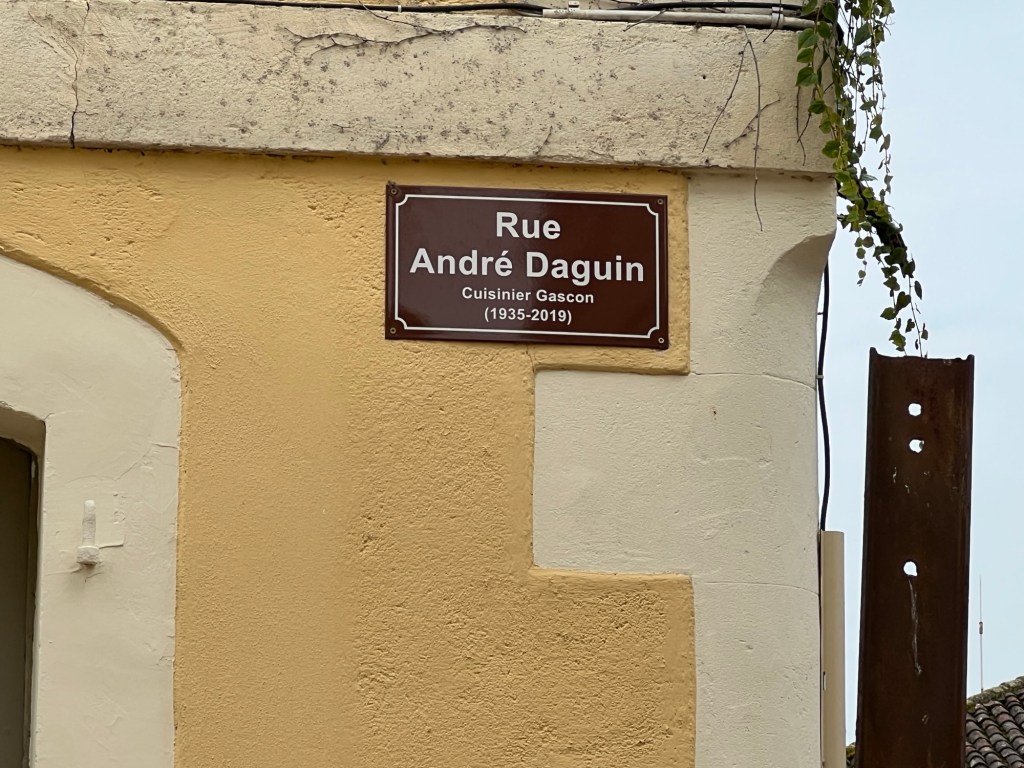 Rue
André Daguin
Cuisinier Gascon
(1935-2019)